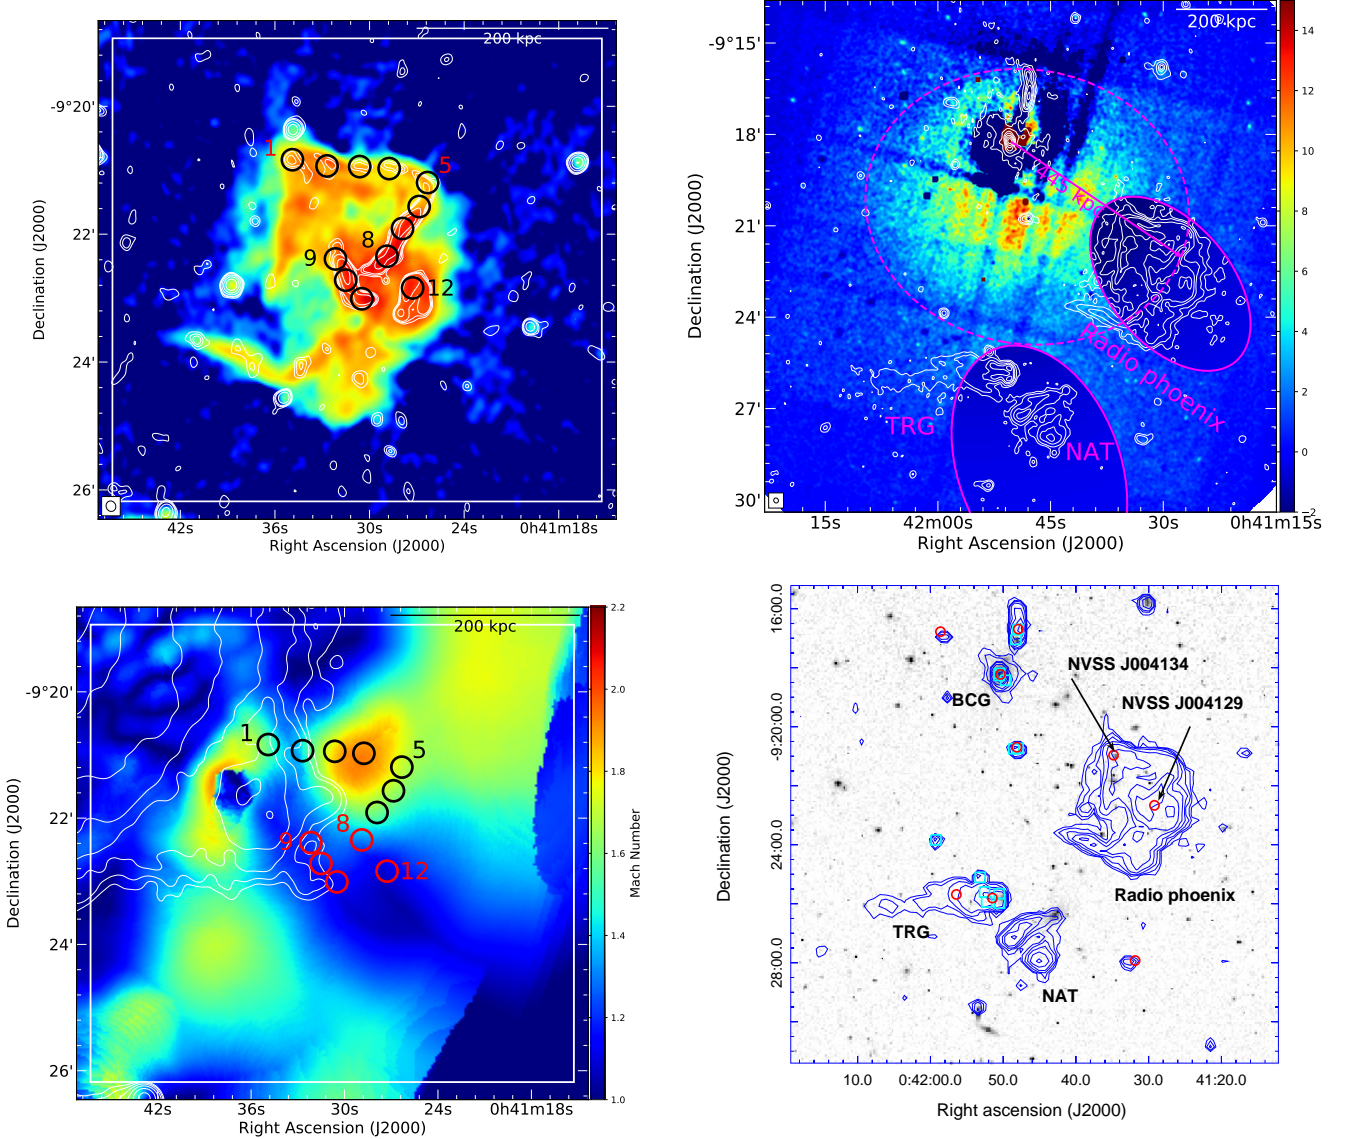 200 kpc
-9°20'
22'
24'
26'
1
5
8
9
12
42s
36s
30s
24s
0h41m18s
Right Ascension (J2000)
Declination (J2000)
200 kpc
-9°15'
18'
21'
24'
27'
30'
445 kp
Radio phoenix
TRG
NAT
15s
42m00s
45s
30s
0h41m15s
Right Ascension (J2000)
Declination (J2000)
14
12
10
8
6
4
2
0
−2
200 kpc
-9°20'
22'
24'
26'
1
5
8
9
12
42s
36s
30s
24s
0h41m18s
Right Ascension (J2000)
Declination (J2000)
2.2
2.0
1.8
1.6
1.4
1.2
1.0
Mach Number
16:00.0
-9:20:00.0
24:00.0
28:00.0
NVSS J004134
NVSS J004129
BCG
Radio phoenix
TRG
NAT
10.0
0:42:00.0
50.0
40.0
30.0
41:20.0
Right ascension (J2000)
Declination (J2000)